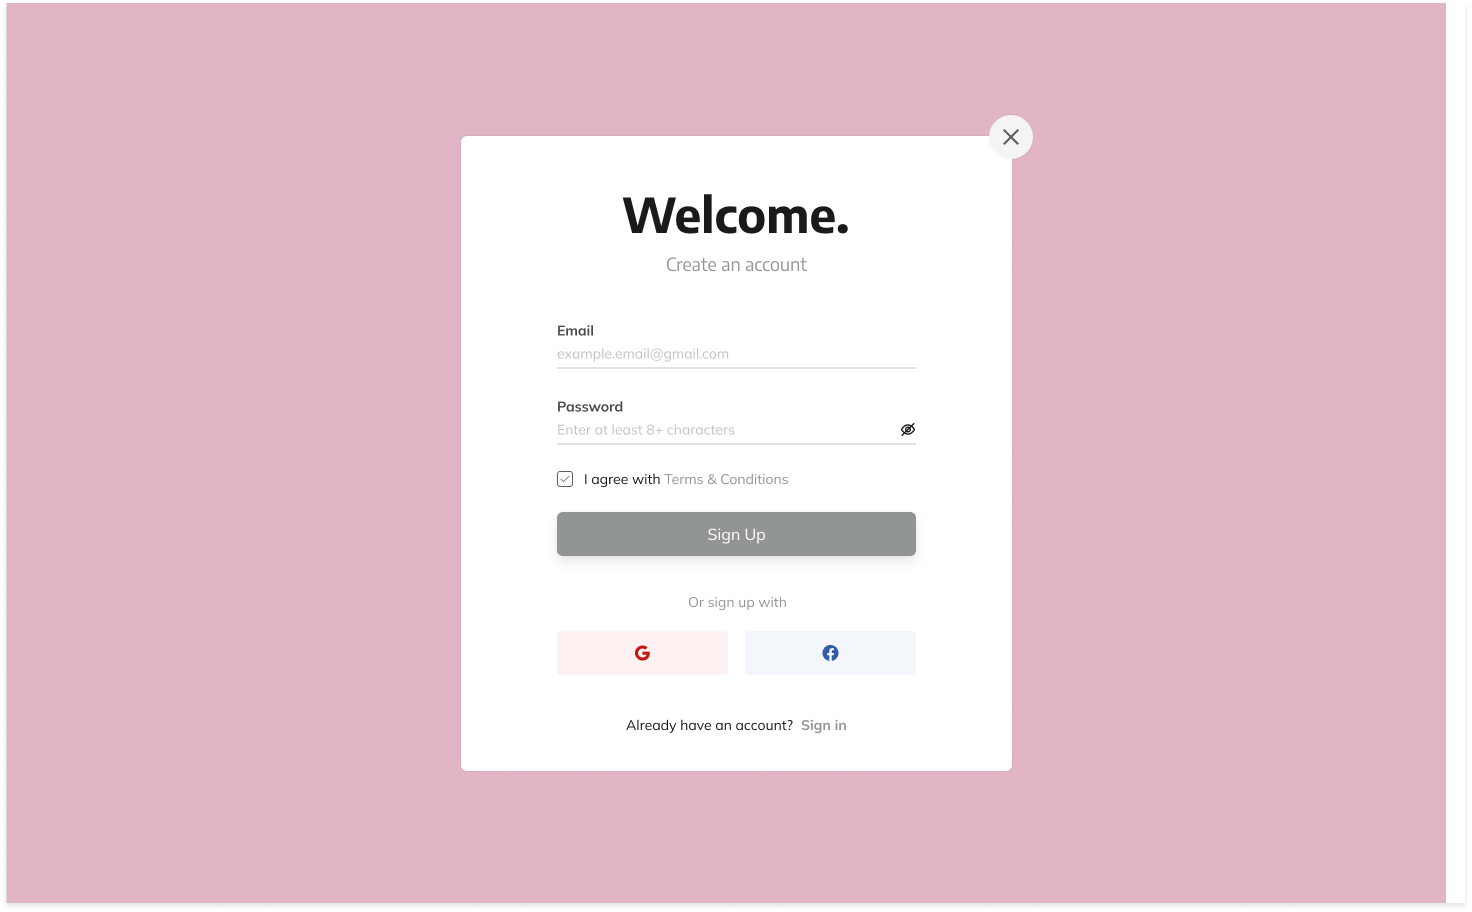 Welcome.
Create an account
Email
example.email@gmail.com
Password
Enter at least 8+ characters
I agree with Terms & Conditions
Sign Up
Or sign up with
Already have an account? Sign in